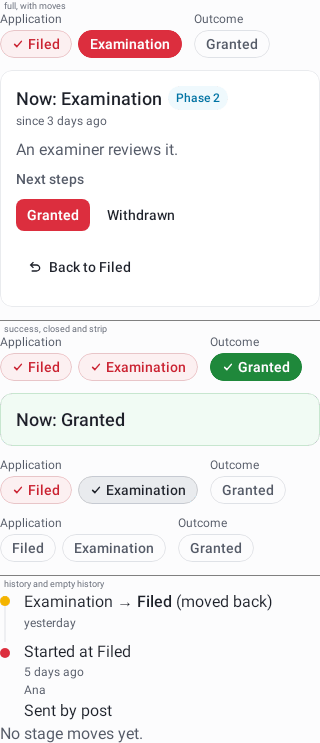 full, with moves
Application Outcome
✓ Filed Examination Granted
Now: Examination Phase 2
since 3 days ago
An examiner reviews it.
Next steps
Granted Withdrawn
Back to Filed
success, closed and strip
Application Outcome
✓ Filed ✓ Examination ✓ Granted
Now: Granted
Application Outcome
✓ Filed ✓ Examination Granted
Application Outcome
Filed Examination Granted
history and empty history
Examination → Filed (moved back)
yesterday
Started at Filed
5 days ago
Ana
Sent by post
No stage moves yet.